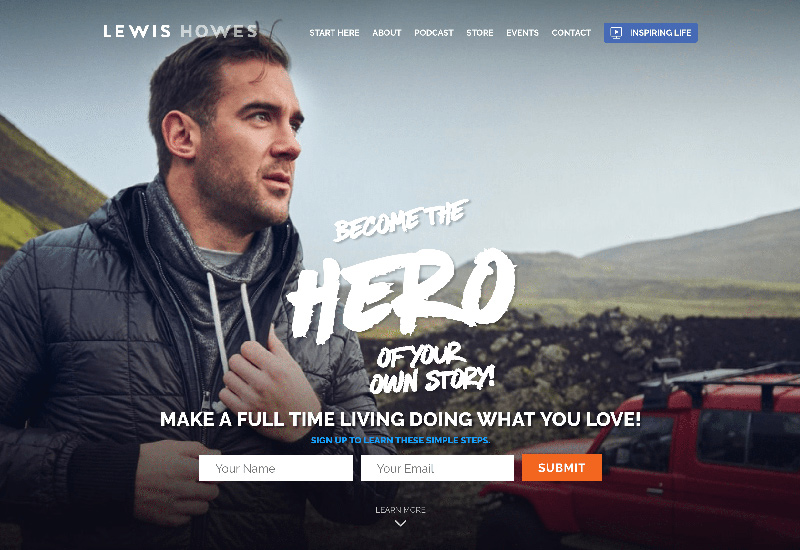 LEWIS HOWES
START HERE ABOUT PODCAST STORE EVENTS CONTACT INSPIRING LIFE
BECOME THE
HERO
OF YOUR
OWN STORY!
MAKE A FULL TIME LIVING DOING WHAT YOU LOVE!
SIGN UP TO LEARN THESE SIMPLE STEPS.
Your Name Your Email SUBMIT
LEARN MORE